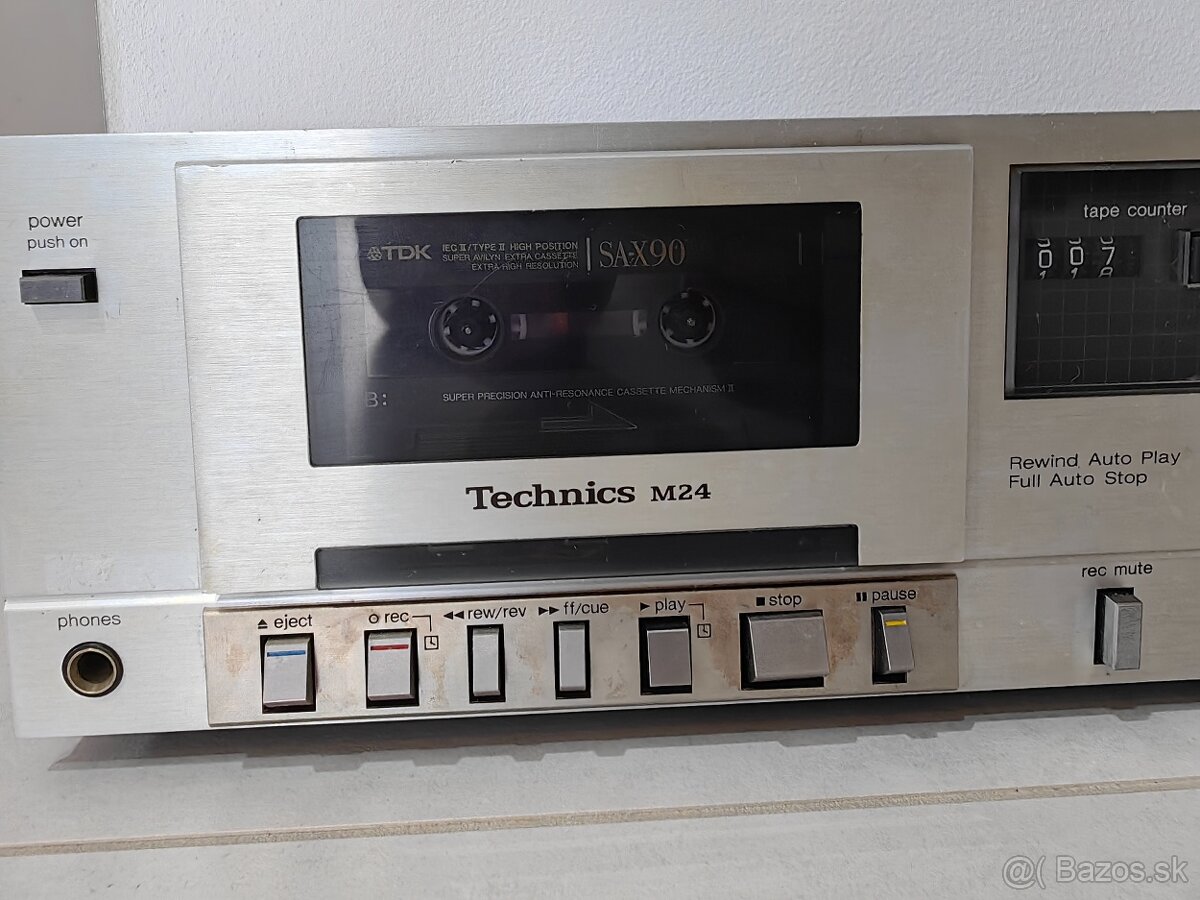 power
push on
TDK
IEC II/TYPE II HIGH POSITION
SUPER AVILYN EXTRA CASSETTE
EXTRA HIGH RESOLUTION
SA-X90
B:
SUPER PRECISION ANTI-RESONANCE CASSETTE MECHANISM II
tape counter
007
118
Technics M24
Rewind Auto Play
Full Auto Stop
phones
▲ eject
rec
◀◀ rew/rev
▶▶ ff/cue
▶ play
■ stop
▮▮ pause
rec mute
@( Bazos.sk